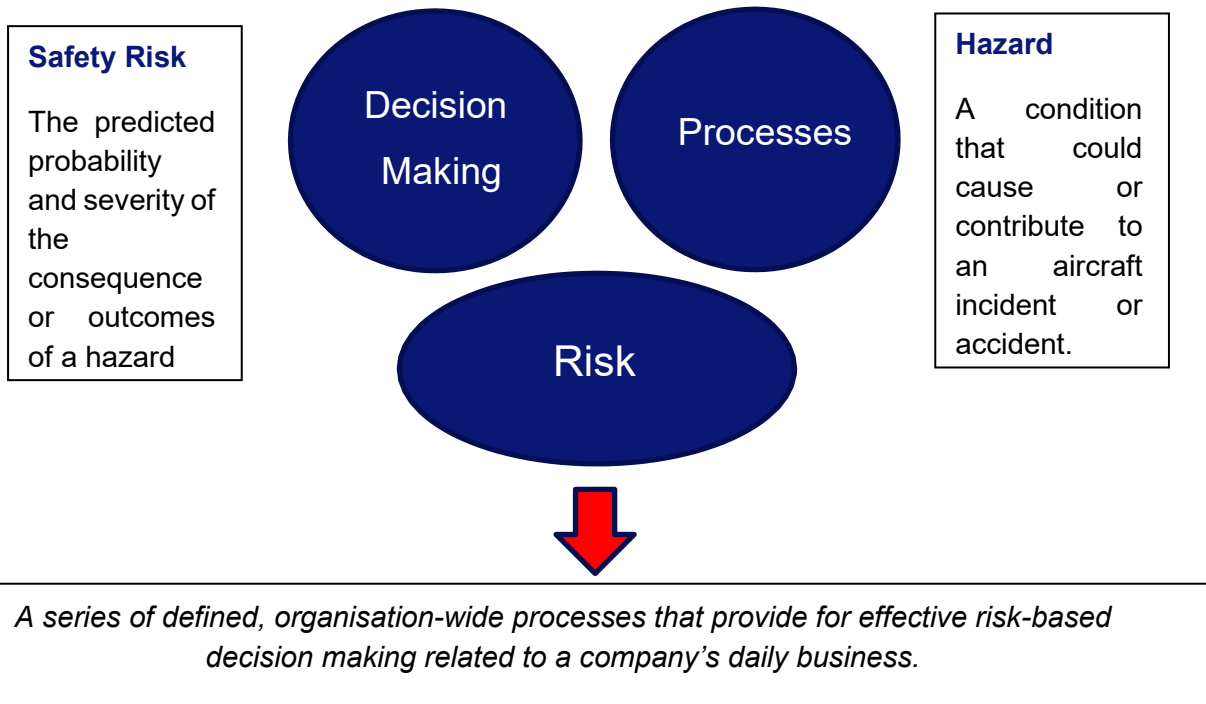 Safety Risk
The predicted
probability
and severity of
the
consequence
or outcomes
of a hazard
Decision
Making
Processes
Risk
Hazard
A condition
that could
cause or
contribute to
an aircraft
incident or
accident.
A series of defined, organisation-wide processes that provide for effective risk-based
decision making related to a company’s daily business.